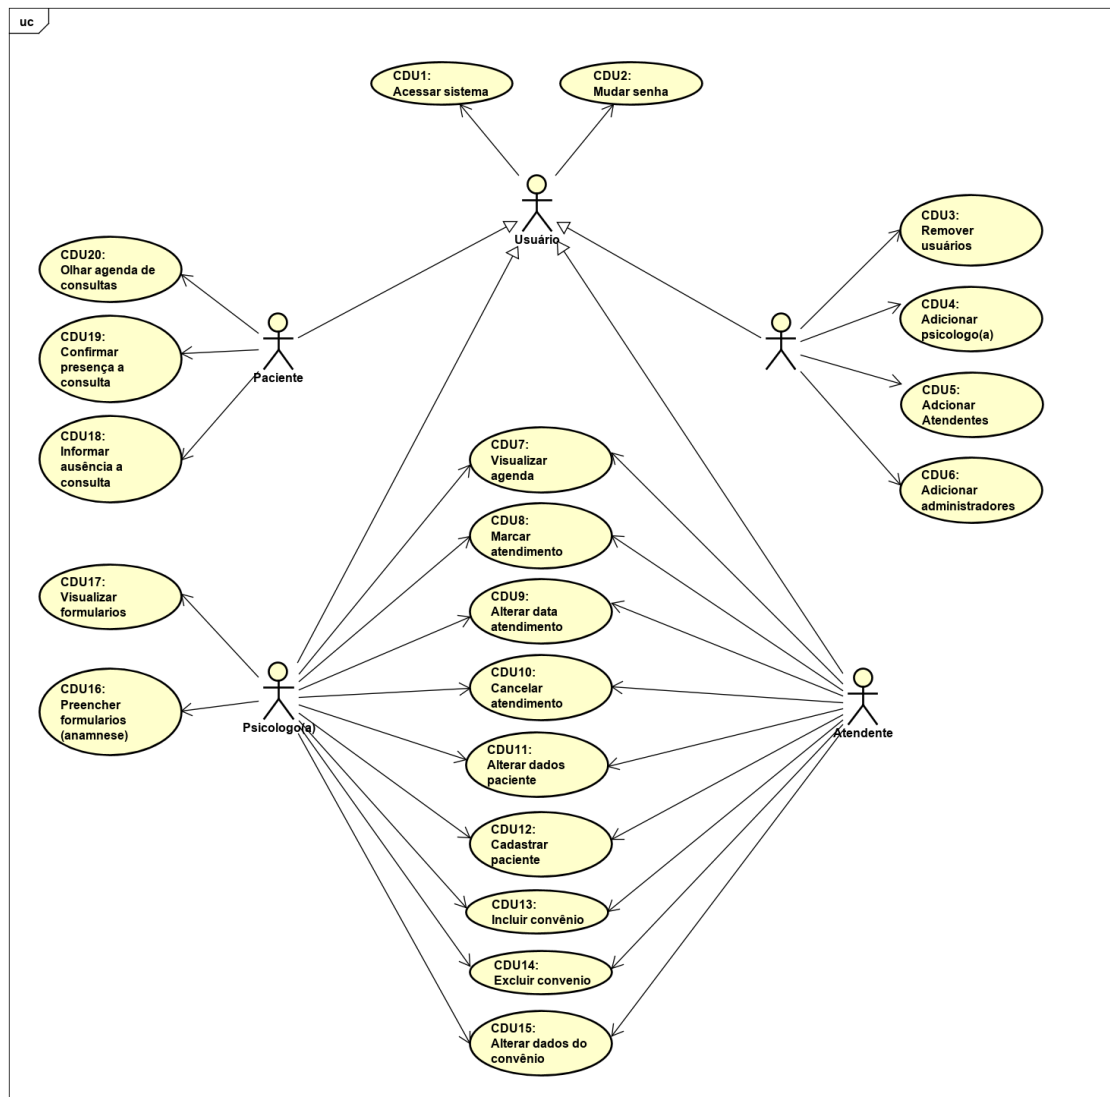 uc
CDU1:
Acessar sistema
CDU2:
Mudar senha
Usuário
CDU3:
Remover
usuários
CDU20:
Olhar agenda de
consultas
CDU4:
Adicionar
psicologo(a)
CDU19:
Confirmar
presença a
consulta
Paciente
CDU5:
Adcionar
Atendentes
CDU18:
Informar
ausência a
consulta
CDU7:
Visualizar
agenda
CDU6:
Adicionar
administradores
CDU8:
Marcar
atendimento
CDU17:
Visualizar
formularios
CDU9:
Alterar data
atendimento
CDU10:
Cancelar
atendimento
CDU16:
Preencher
formularios
(anamnese)
Psicologo(a)
Atendente
CDU11:
Alterar dados
paciente
CDU12:
Cadastrar
paciente
CDU13:
Incluir convênio
CDU14:
Excluir convenio
CDU15:
Alterar dados do
convênio